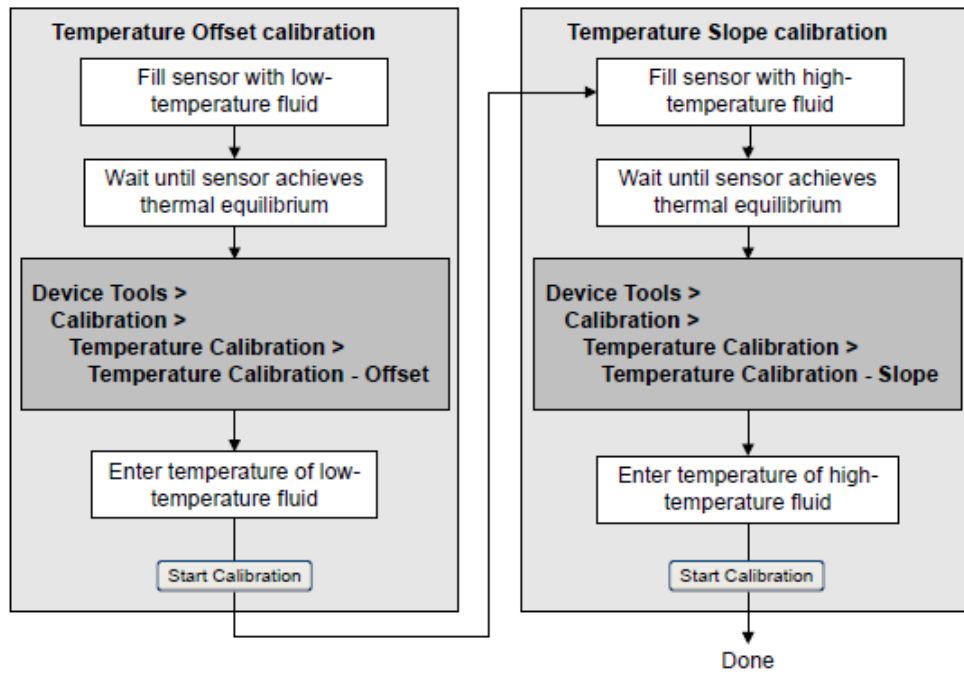 Temperature Offset calibration
Fill sensor with low-
temperature fluid
Wait until sensor achieves
thermal equilibrium
Device Tools >
Calibration >
Temperature Calibration >
Temperature Calibration - Offset
Enter temperature of low-
temperature fluid
Start Calibration
Temperature Slope calibration
Fill sensor with high-
temperature fluid
Wait until sensor achieves
thermal equilibrium
Device Tools >
Calibration >
Temperature Calibration >
Temperature Calibration - Slope
Enter temperature of high-
temperature fluid
Start Calibration
Done